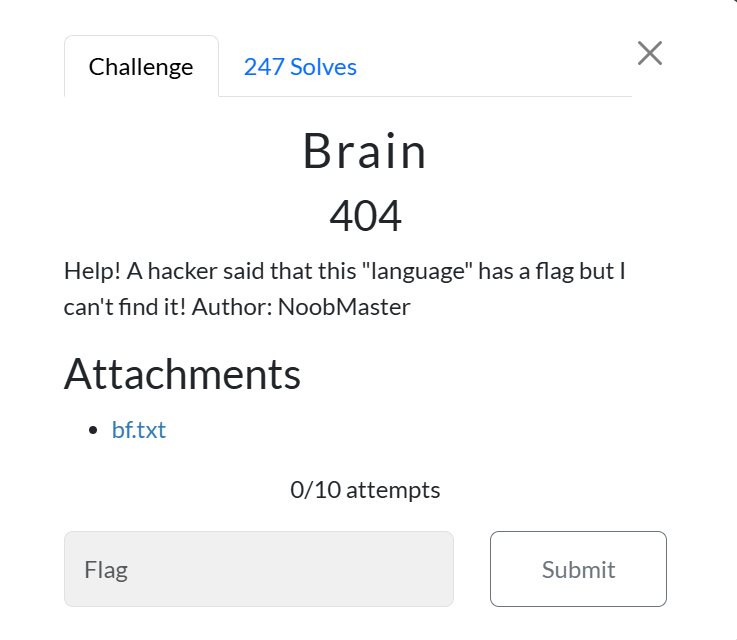 Challenge
247 Solves
Brain
404
Help! A hacker said that this "language" has a flag but I
can't find it! Author: NoobMaster
Attachments
bf.txt
0/10 attempts
Flag
Submit